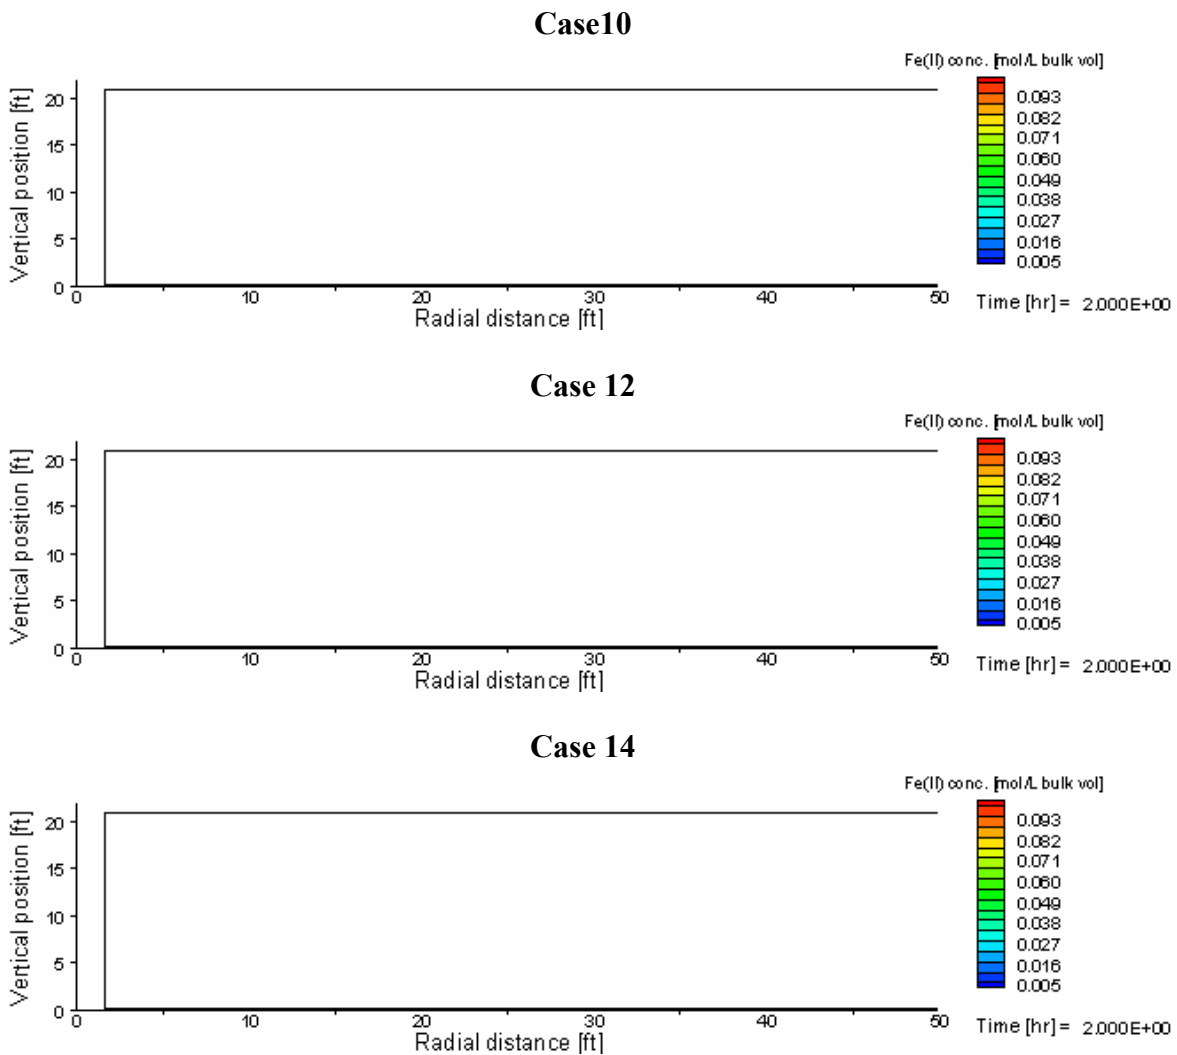 Case10
Fe(II) conc. [mol/L bulk vol]
Vertical position [ft]
20
15
10
5
0
0.093
0.082
0.071
0.060
0.049
0.038
0.027
0.016
0.005
0 10 20 30 40 50
Radial distance [ft]
Time [hr] = 2.000E+00
Case 12
Fe(II) conc. [mol/L bulk vol]
Vertical position [ft]
20
15
10
5
0
0.093
0.082
0.071
0.060
0.049
0.038
0.027
0.016
0.005
0 10 20 30 40 50
Radial distance [ft]
Time [hr] = 2.000E+00
Case 14
Fe(II) conc. [mol/L bulk vol]
Vertical position [ft]
20
15
10
5
0
0.093
0.082
0.071
0.060
0.049
0.038
0.027
0.016
0.005
0 10 20 30 40 50
Radial distance [ft]
Time [hr] = 2.000E+00